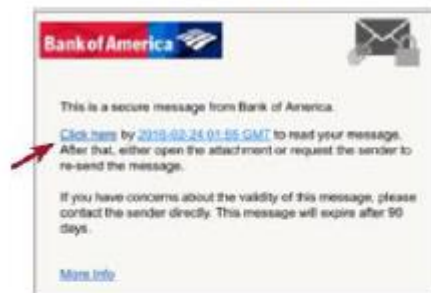 Bank of America
This is a secure message from Bank of America.
Click here by 2016-02-24 01:55 GMT to read your message.
After that, either open the attachment or request the sender to
re-send the message.
If you have concerns about the validity of this message, please
contact the sender directly. This message will expire after 90
days.
More Info